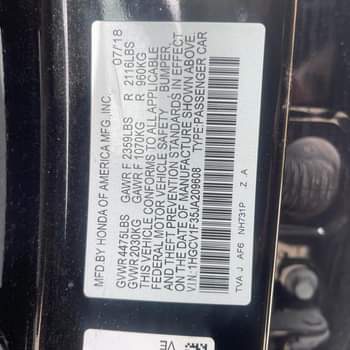 MFD BY HONDA OF AMERICA MFG.,INC. 07/18
GVWR 4475LBS GAWR F 2359LBS R 2116LBS
GVWR 2030KG GAWR F 1070KG R 960KG
THIS VEHICLE CONFORMS TO ALL APPLICABLE
FEDERAL MOTOR VEHICLE SAFETY, BUMPER,
AND THEFT PREVENTION STANDARDS IN EFFECT
ON THE DATE OF MANUFACTURE SHOWN ABOVE.
V.I.N.: 1HGCV1F35JA209608 TYPE:PASSENGER CAR
TVA J AF6 NH731P Z A
VE